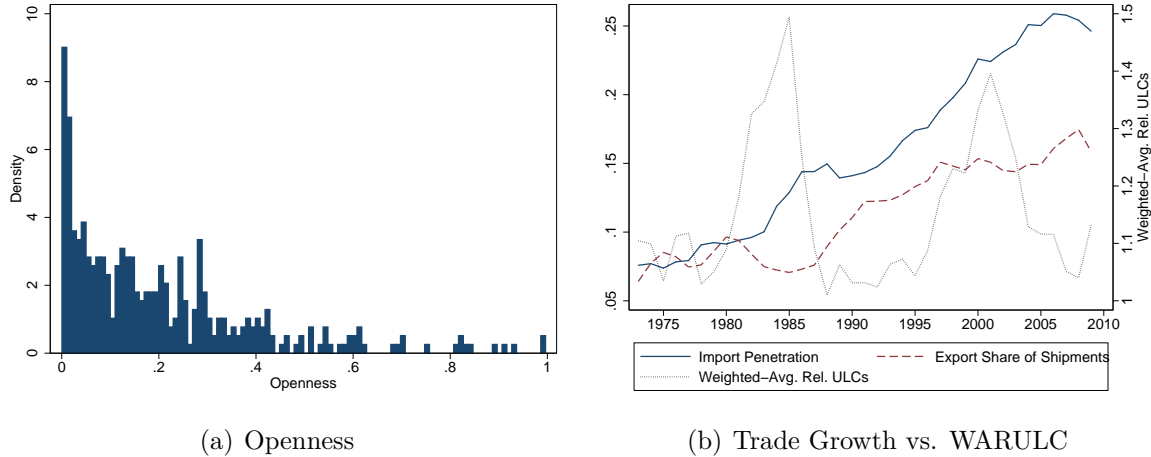 10
8
6
4
2
0
Density
0 .2 .4 .6 .8 1
Openness
.25
.2
.15
.1
.05
1.5
1.4
1.3
1.2
1.1
1
Weighted−Avg. Rel. ULCs
1975 1980 1985 1990 1995 2000 2005 2010
Import Penetration
Export Share of Shipments
Weighted−Avg. Rel. ULCs
(a) Openness
(b) Trade Growth vs. WARULC